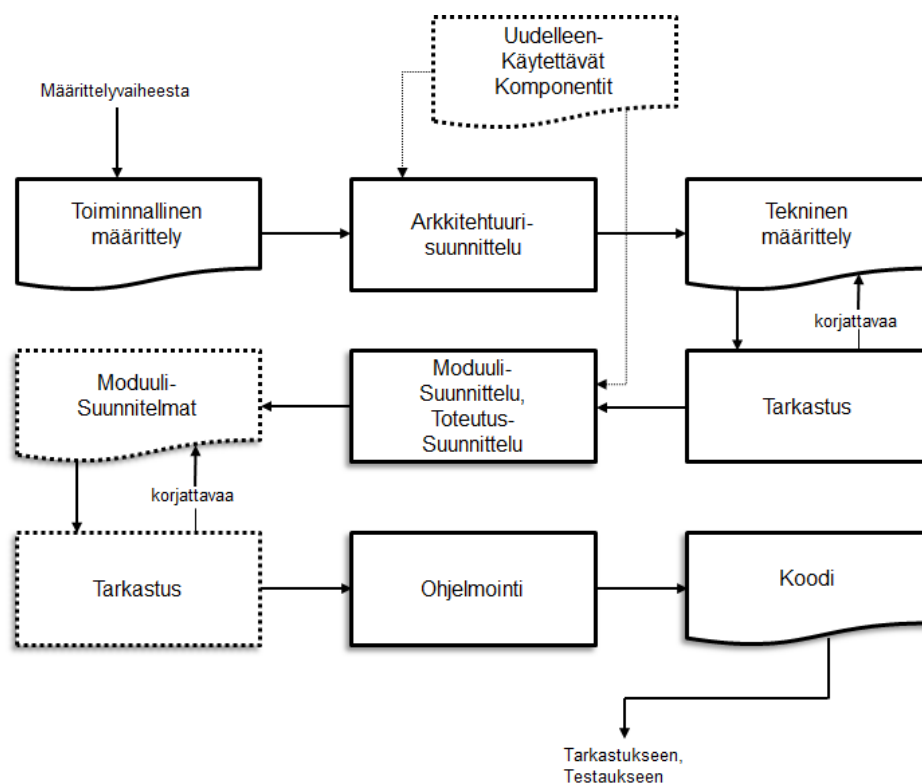 Uudelleen-
Käytettävät
Komponentit
Määrittelyvaiheesta
Toiminnallinen
määrittely
Arkkitehtuuri-
suunnittelu
Tekninen
määrittely
korjattavaa
Moduuli-
Suunnitelmat
Moduuli-
Suunnittelu,
Toteutus-
Suunnittelu
Tarkastus
korjattavaa
Tarkastus
Ohjelmointi
Koodi
Tarkastukseen,
Testaukseen